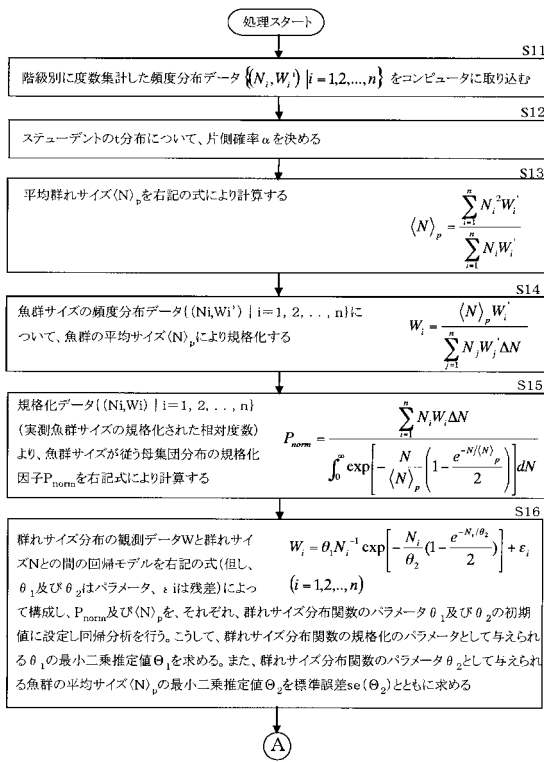 処理スタート
S11
階級別に度数集計した頻度分布データ {(N_i, W_i') | i = 1,2,...,n} をコンピュータに取り込む
S12
ステューデントのt分布について、片側確率αを決める
S13
平均群れサイズ⟨N⟩_pを右記の式により計算する
⟨N⟩_p = \frac{\sum_{i=1}^{n} N_i^2 W_i'}{\sum_{i=1}^{n} N_i W_i'}
S14
魚群サイズの頻度分布データ{(Ni,Wi') | i=1, 2, . . , n}に
ついて、魚群の平均サイズ⟨N⟩_pにより規格化する
W_i = \frac{⟨N⟩_p W_i'}{\sum_{j=1}^{n} N_j W_j' ΔN}
S15
規格化データ{(Ni,Wi) | i=1, 2, . . , n}
(実測魚群サイズの規格化された相対度数)
より、魚群サイズが従う母集団分布の規格化
因子P_normを右記式により計算する
P_{norm} = \frac{\sum_{i=1}^{n} N_i W_i ΔN}{\int_0^∞ exp[-\frac{N}{⟨N⟩_p}(1-\frac{e^{-N/⟨N⟩_p}}{2})]dN}
S16
群れサイズ分布の観測データWと群れサイ
ズNとの間の回帰モデルを右記の式(但し、
θ1及びθ2はパラメータ、εiは残差)によっ
W_i = θ_1 N_i^{-1} exp[-\frac{N_i}{θ_2}(1-\frac{e^{-N_i/θ_2}}{2})] + ε_i
(i = 1,2,..,n)
て構成し、P_norm及び⟨N⟩_pを、それぞれ、群れサイズ分布関数のパラメータθ1及びθ2の初期
値に設定し回帰分析を行う。こうして、群れサイズ分布関数の規格化のパラメータとして与えられ
るθ1の最小二乗推定値Θ1を求める。また、群れサイズ分布関数のパラメータθ2として与えられ
る魚群の平均サイズ⟨N⟩_pの最小二乗推定値Θ2を標準誤差se(Θ2)とともに求める
A